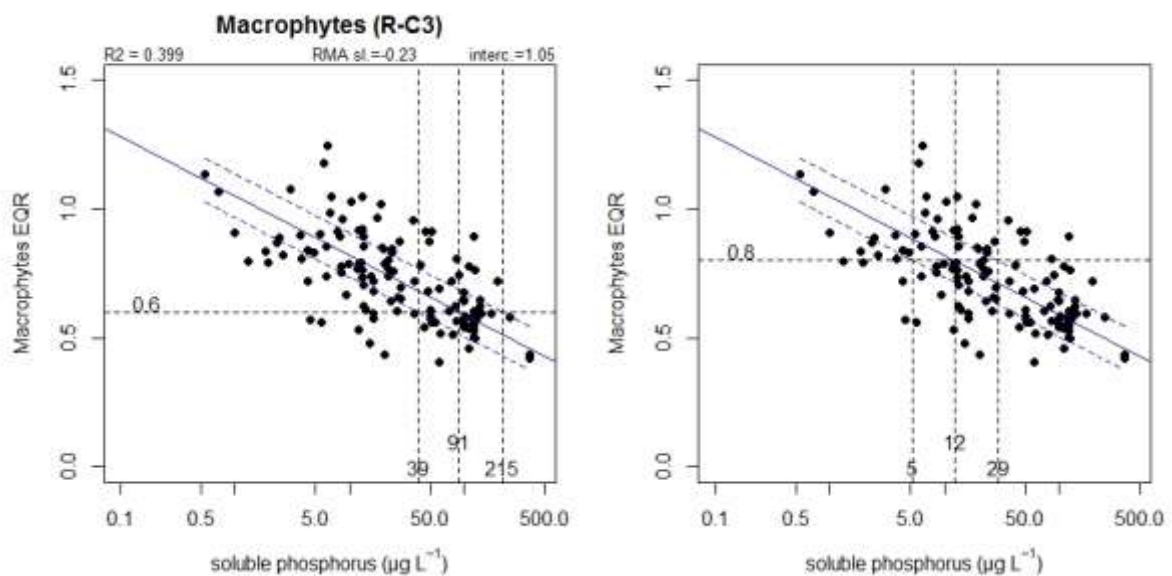 Macrophytes (R-C3)
R2 = 0.399 RMA sl.=-0.23 interc.=1.05
Macrophytes EQR
1.5
1.0
0.5
0.0
0.6
91
39 215
0.1 0.5 5.0 50.0 500.0
soluble phosphorus (µg L⁻¹)
Macrophytes EQR
1.5
1.0
0.5
0.0
0.8
12
5 29
0.1 0.5 5.0 50.0 500.0
soluble phosphorus (µg L⁻¹)